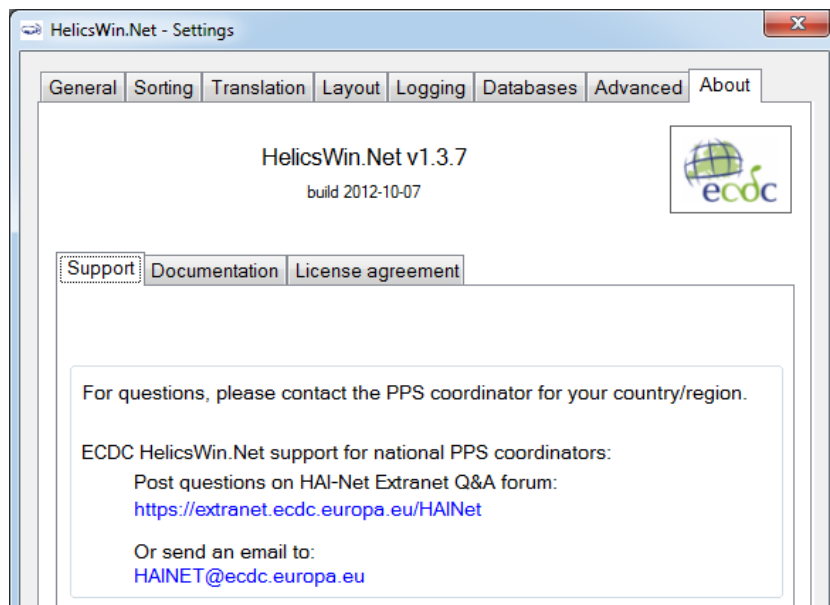 HelicsWin.Net - Settings
General Sorting Translation Layout Logging Databases Advanced About
HelicsWin.Net v1.3.7
build 2012-10-07
ecdc
Support Documentation License agreement
For questions, please contact the PPS coordinator for your country/region.
ECDC HelicsWin.Net support for national PPS coordinators:
Post questions on HAI-Net Extranet Q&A forum:
https://extranet.ecdc.europa.eu/HAINet
Or send an email to:
HAINET@ecdc.europa.eu